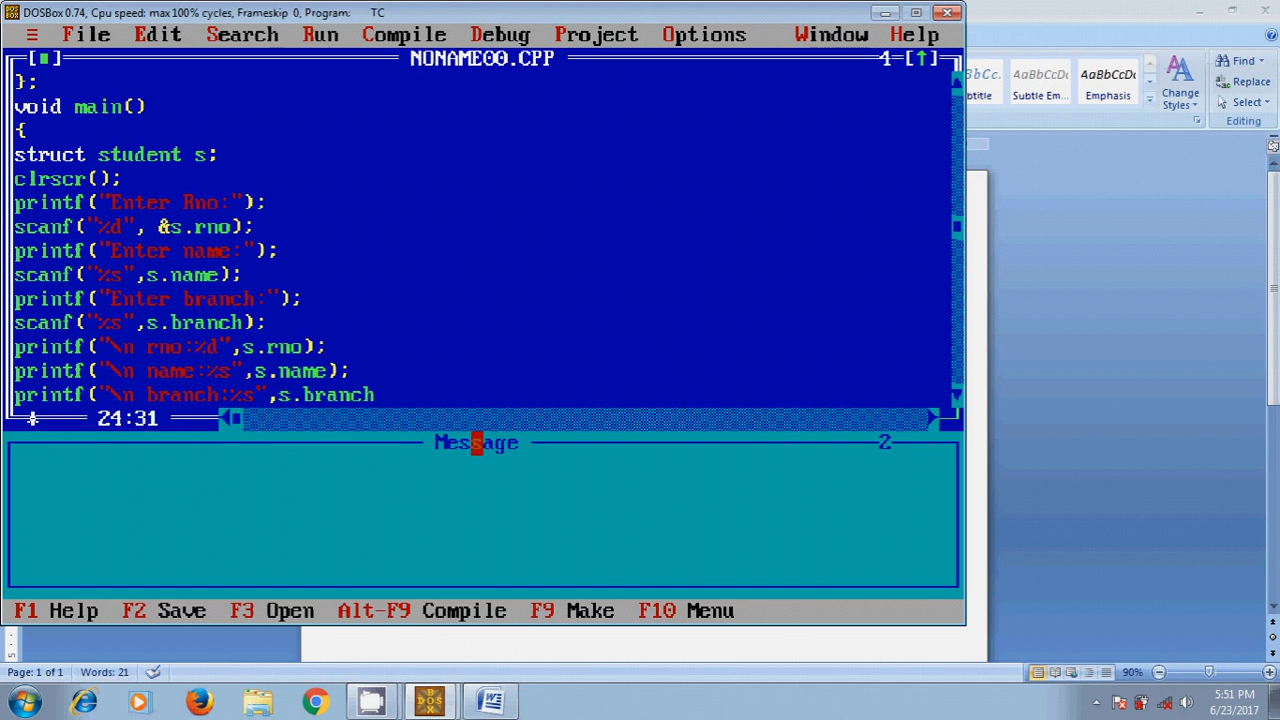 DOSBox 0.74, Cpu speed: max 100% cycles, Frameskip 0, Program: TC
≡ File Edit Search Run Compile Debug Project Options Window Help
[■] NONAME00.CPP 1=[↑]
};
void main()
{
struct student s;
clrscr();
printf("Enter Rno:");
scanf("%d", &s.rno);
printf("Enter name:");
scanf("%s",s.name);
printf("Enter branch:");
scanf("%s",s.branch);
printf("\n rno:%d",s.rno);
printf("\n name:%s",s.name);
printf("\n branch:%s",s.branch
24:31
Message 2
F1 Help F2 Save F3 Open Alt-F9 Compile F9 Make F10 Menu
AaBbCcDd AaBbCcDd
btitle Subtle Em... Emphasis
Change Styles
Find
Replace
Select
Editing
Page: 1 of 1 Words: 21 90%
DOS
5:51 PM
6/23/2017